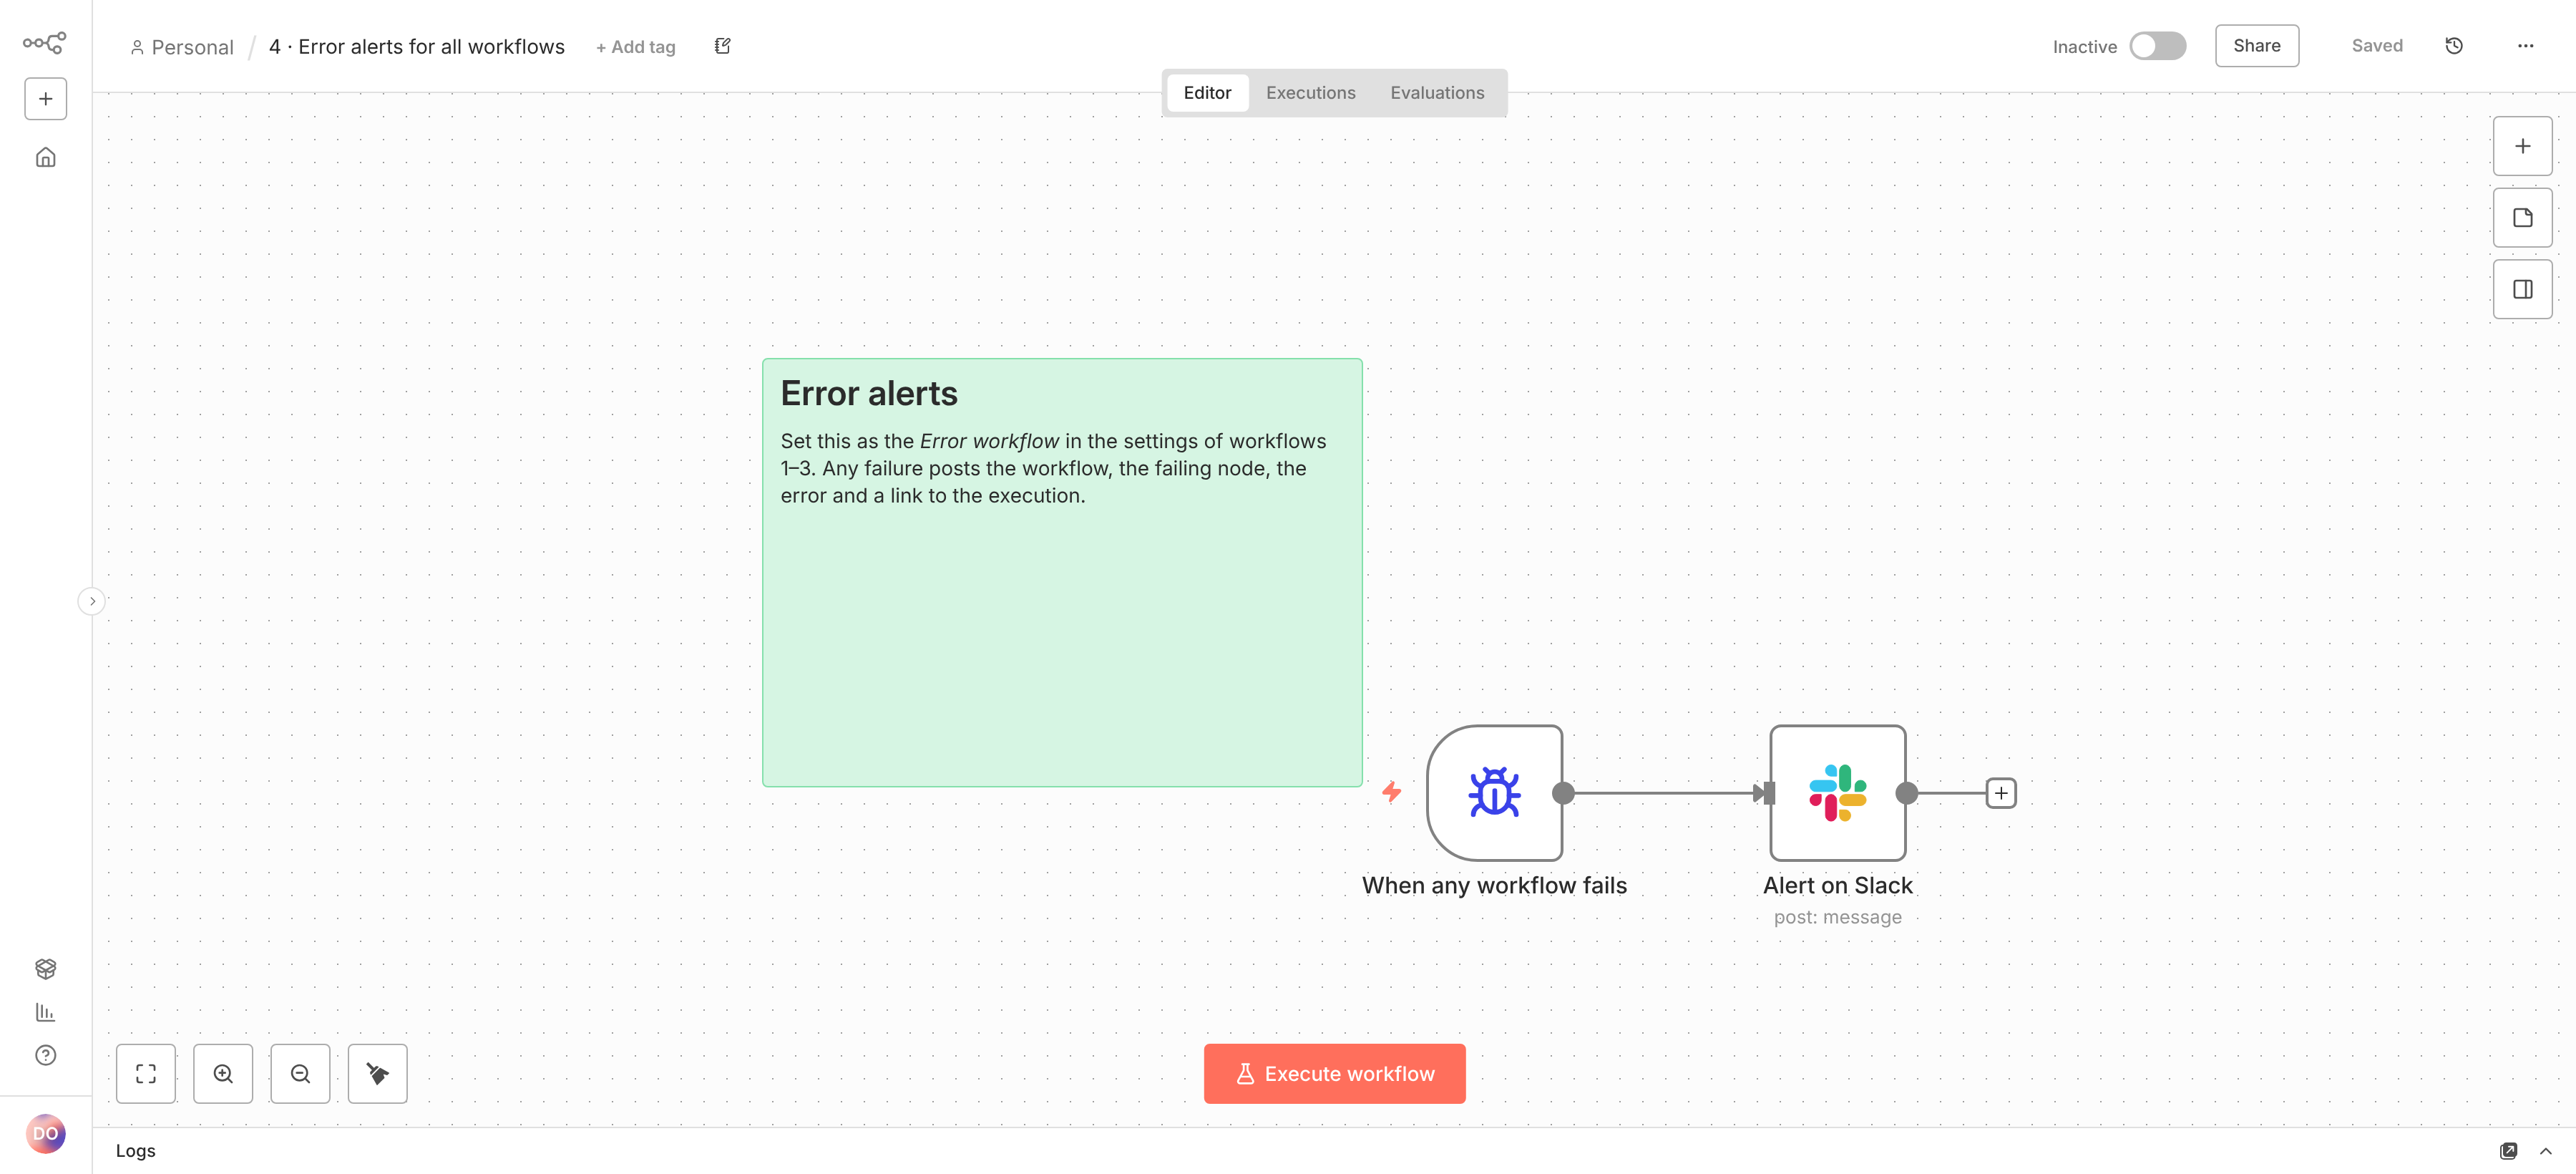 Personal / 4 · Error alerts for all workflows + Add tag
Inactive Share Saved
Editor Executions Evaluations
Error alerts
Set this as the Error workflow in the settings of workflows
1–3. Any failure posts the workflow, the failing node, the
error and a link to the execution.
When any workflow fails
Alert on Slack
post: message
Execute workflow
DO
Logs